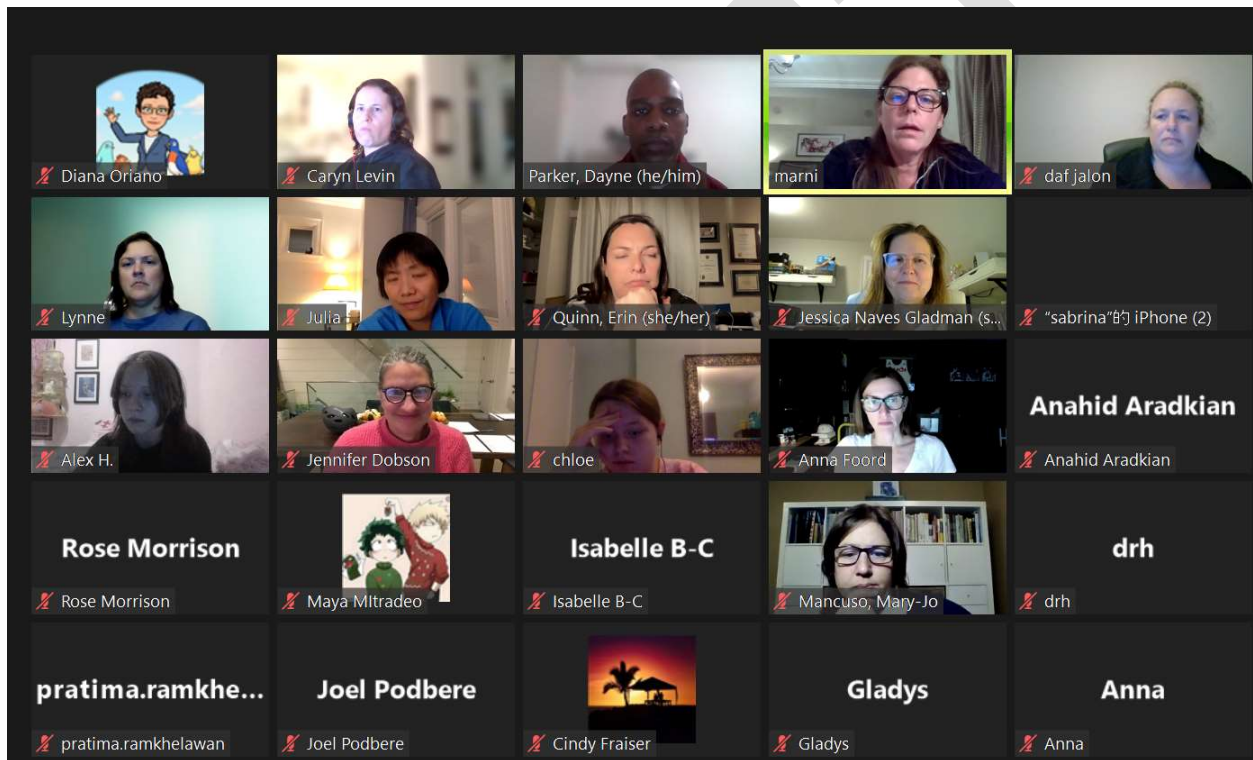 Diana Oriano
Caryn Levin
Parker, Dayne (he/him)
marni
daf jalon
Lynne
Julia
Quinn, Erin (she/her)
Jessica Naves Gladman (s...
“sabrina”的 iPhone (2)
Alex H.
Jennifer Dobson
chloe
Anna Foord
Anahid Aradkian
Anahid Aradkian
Rose Morrison
Rose Morrison
Maya MItradeo
Isabelle B-C
Isabelle B-C
Mancuso, Mary-Jo
drh
drh
pratima.ramkhe...
pratima.ramkhelawan
Joel Podbere
Joel Podbere
Cindy Fraiser
Gladys
Gladys
Anna
Anna